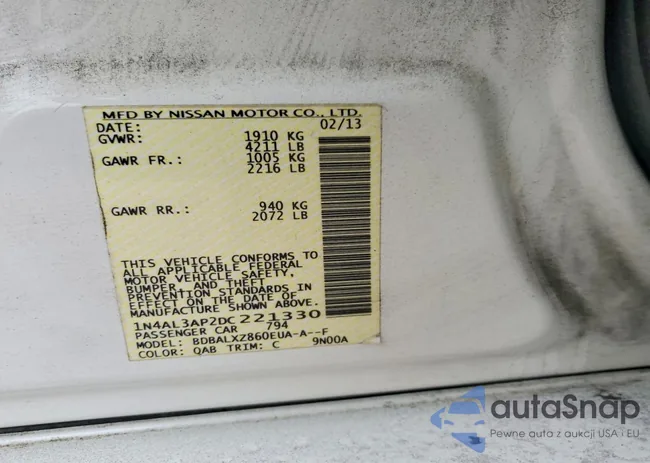 MFD BY NISSAN MOTOR CO., LTD.
DATE: 02/13
GVWR: 1910 KG
4211 LB
GAWR FR.: 1005 KG
2216 LB
GAWR RR.: 940 KG
2072 LB
THIS VEHICLE CONFORMS TO
ALL APPLICABLE FEDERAL
MOTOR VEHICLE SAFETY,
BUMPER, AND THEFT
PREVENTION STANDARDS IN
EFFECT ON THE DATE OF
MANUFACTURE SHOWN ABOVE.
1N4AL3AP2DC221330
PASSENGER CAR 794
MODEL: BDBALXZ860EUA-A--F
COLOR: QAB TRIM: C 9N00A
autaSnap
Pewne auta z aukcji USA i EU